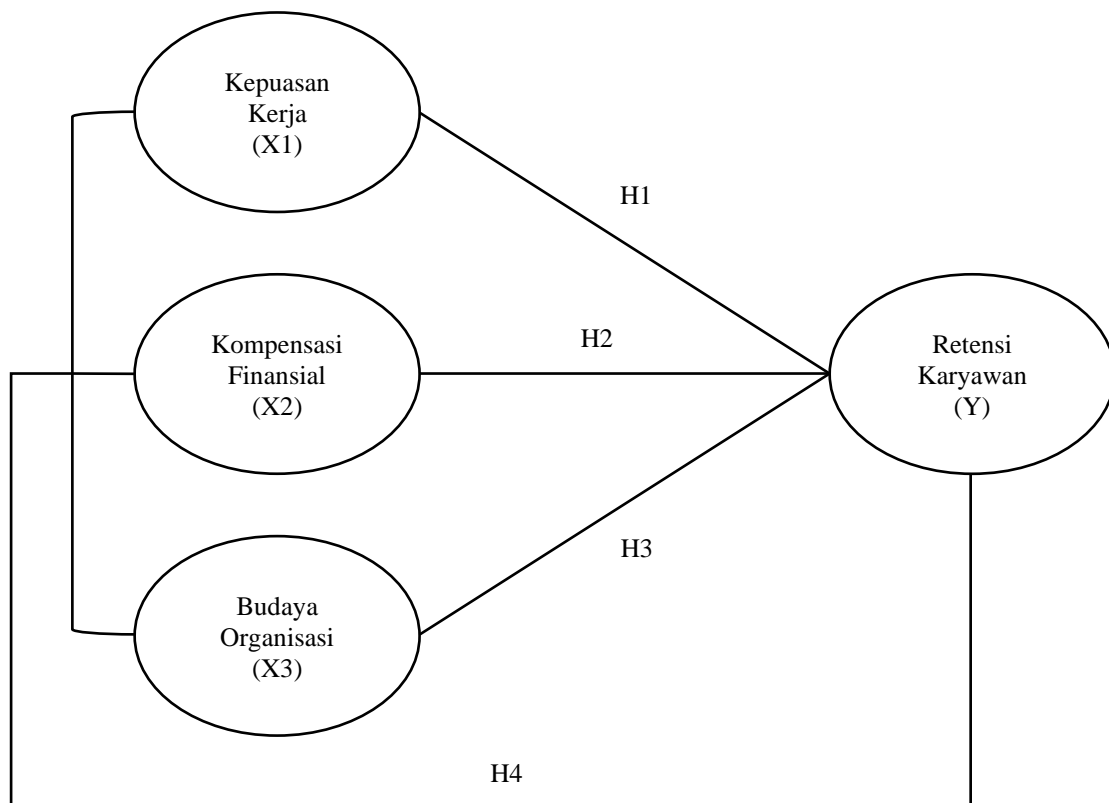 Kepuasan
Kerja
(X1)
H1
Kompensasi
Finansial
(X2)
H2
Retensi
Karyawan
(Y)
H3
Budaya
Organisasi
(X3)
H4